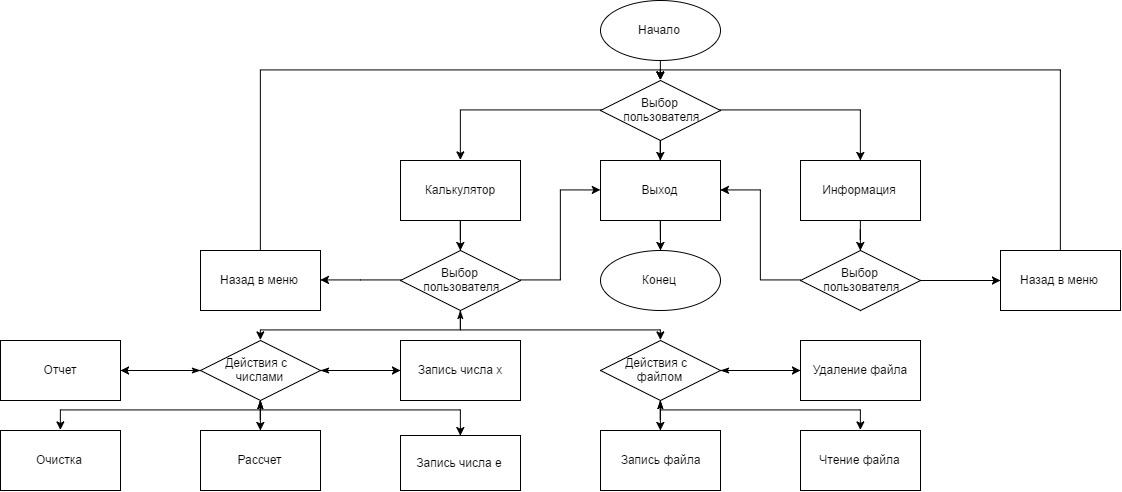 Начало
Выбор
пользователя
Калькулятор
Выход
Информация
Назад в меню
Выбор
пользователя
Конец
Выбор
пользователя
Назад в меню
Отчет
Действия с
числами
Запись числа x
Действия с
файлом
Удаление файла
Очистка
Рассчет
Запись числа e
Запись файла
Чтение файла